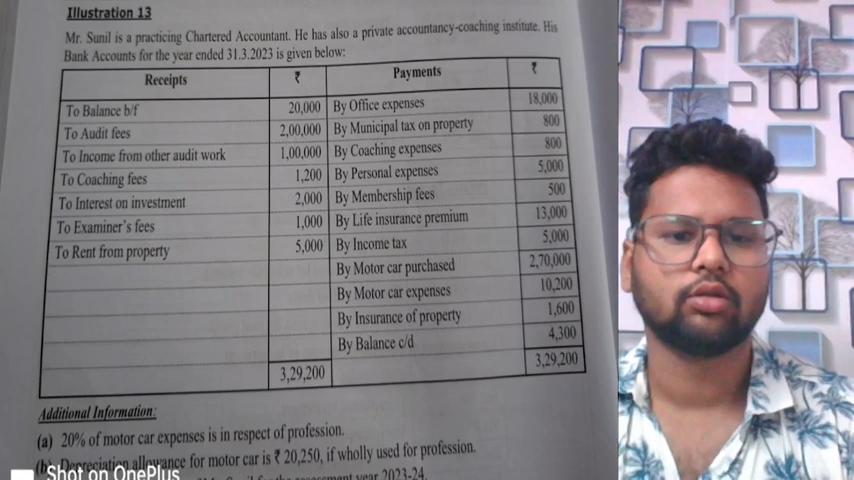 Illustration 13
Mr. Sunil is a practicing Chartered Accountant. He has also a private accountancy-coaching institute. His
Bank Accounts for the year ended 31.3.2023 is given below:
Receipts ₹ Payments ₹
To Balance b/f 20,000 By Office expenses 18,000
To Audit fees 2,00,000 By Municipal tax on property 800
To Income from other audit work 1,00,000 By Coaching expenses 800
To Coaching fees 1,200 By Personal expenses 5,000
To Interest on investment 2,000 By Membership fees 500
To Examiner's fees 1,000 By Life insurance premium 13,000
To Rent from property 5,000 By Income tax 5,000
By Motor car purchased 2,70,000
By Motor car expenses 10,200
By Insurance of property 1,600
By Balance c/d 4,300
3,29,200 3,29,200
Additional Information:
(a) 20% of motor car expenses is in respect of profession.
(b) Depreciation allowance for motor car is ₹ 20,250, if wholly used for profession.
Sunil for the assessment year 2023-24.
Shot on OnePlus